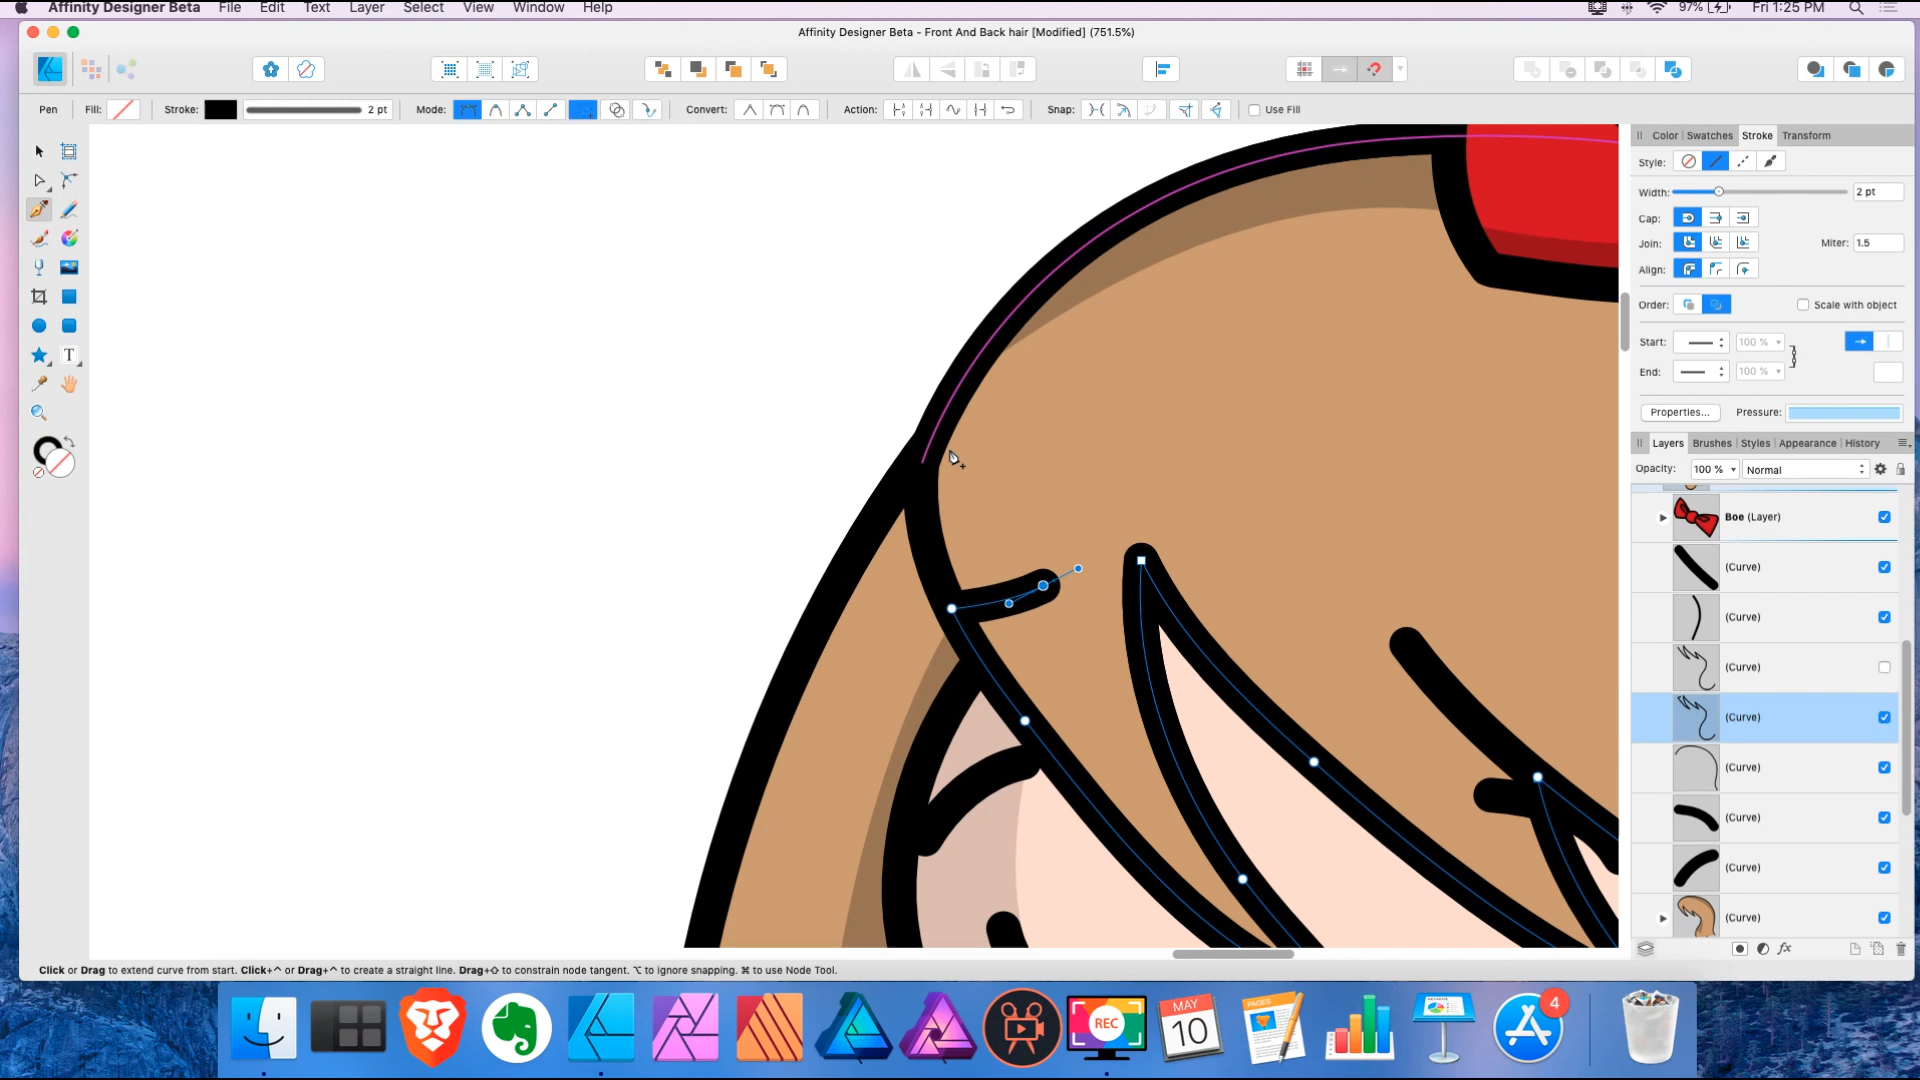 Affinity Designer Beta File Edit Text Layer Select View Window Help 97% Fri 1:25 PM
Affinity Designer Beta - Front And Back hair [Modified] (751.5%)
Pen Fill: Stroke: 2 pt Mode: Convert: Action: Snap: Use Fill
Color Swatches Stroke Transform
Style:
Width: 2 pt
Cap:
Join: Miter: 1.5
Align:
Order: Scale with object
Start: 100 %
End: 100 %
Properties... Pressure:
Layers Brushes Styles Appearance History
Opacity: 100 % Normal
Boe (Layer)
(Curve)
(Curve)
(Curve)
(Curve)
(Curve)
(Curve)
(Curve)
(Curve)
fx
T
Click or Drag to extend curve from start. Click+^ or Drag+^ to create a straight line. Drag+⇧ to constrain node tangent. ⌥ to ignore snapping. ⌘ to use Node Tool.
REC
MAY
10
PAGES
4